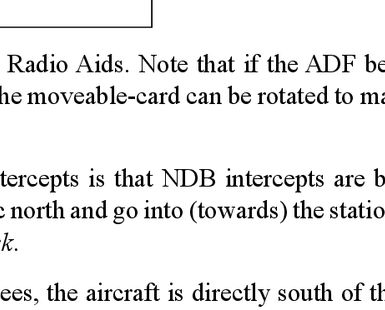 Radio Aids. Note that if the ADF be
he moveable-card can be rotated to ma
tercepts is that NDB intercepts are b
c north and go into (towards) the statio
k.
ees, the aircraft is directly south of th